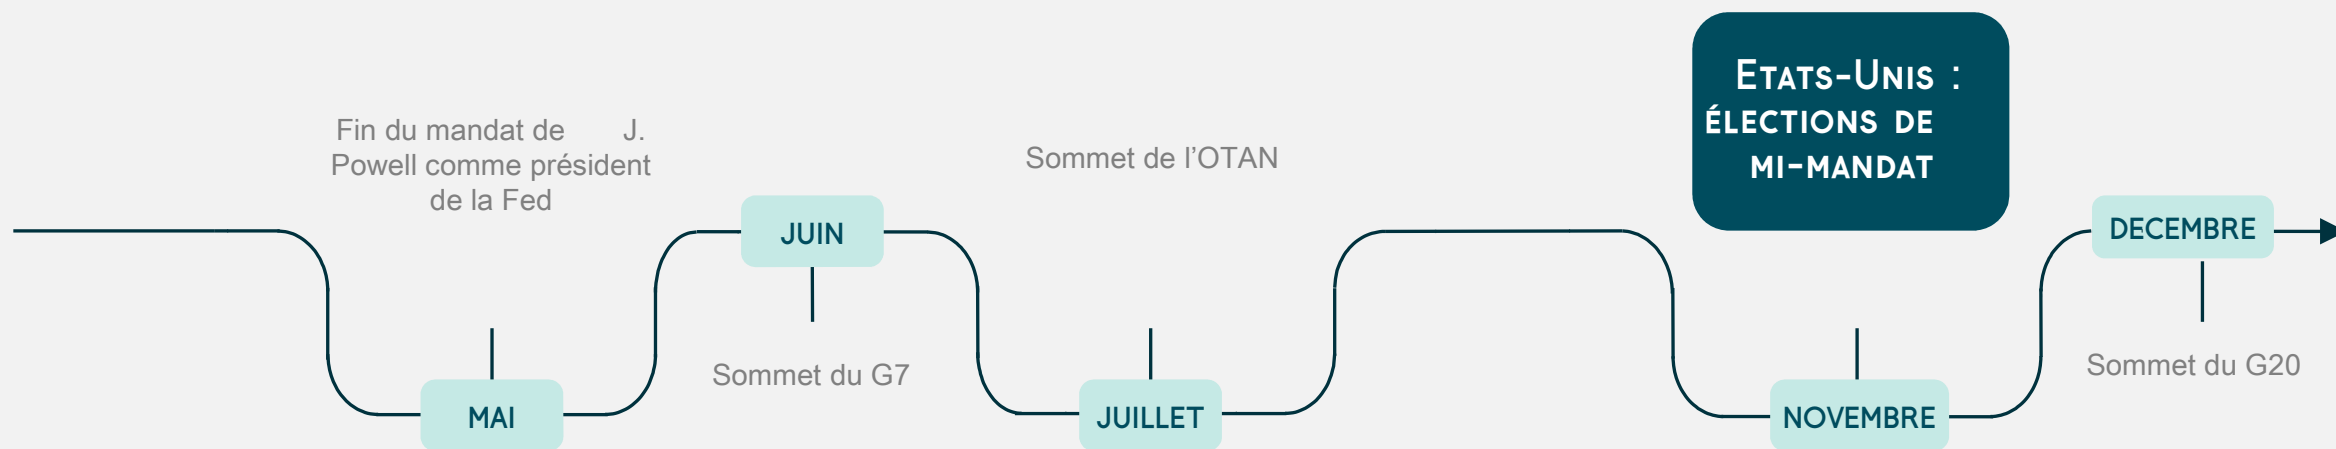 Fin du mandat de J.
Powell comme président
de la Fed
MAI
JUIN
Sommet du G7
Sommet de l’OTAN
JUILLET
Etats-Unis :
élections de
mi-mandat
NOVEMBRE
DECEMBRE
Sommet du G20